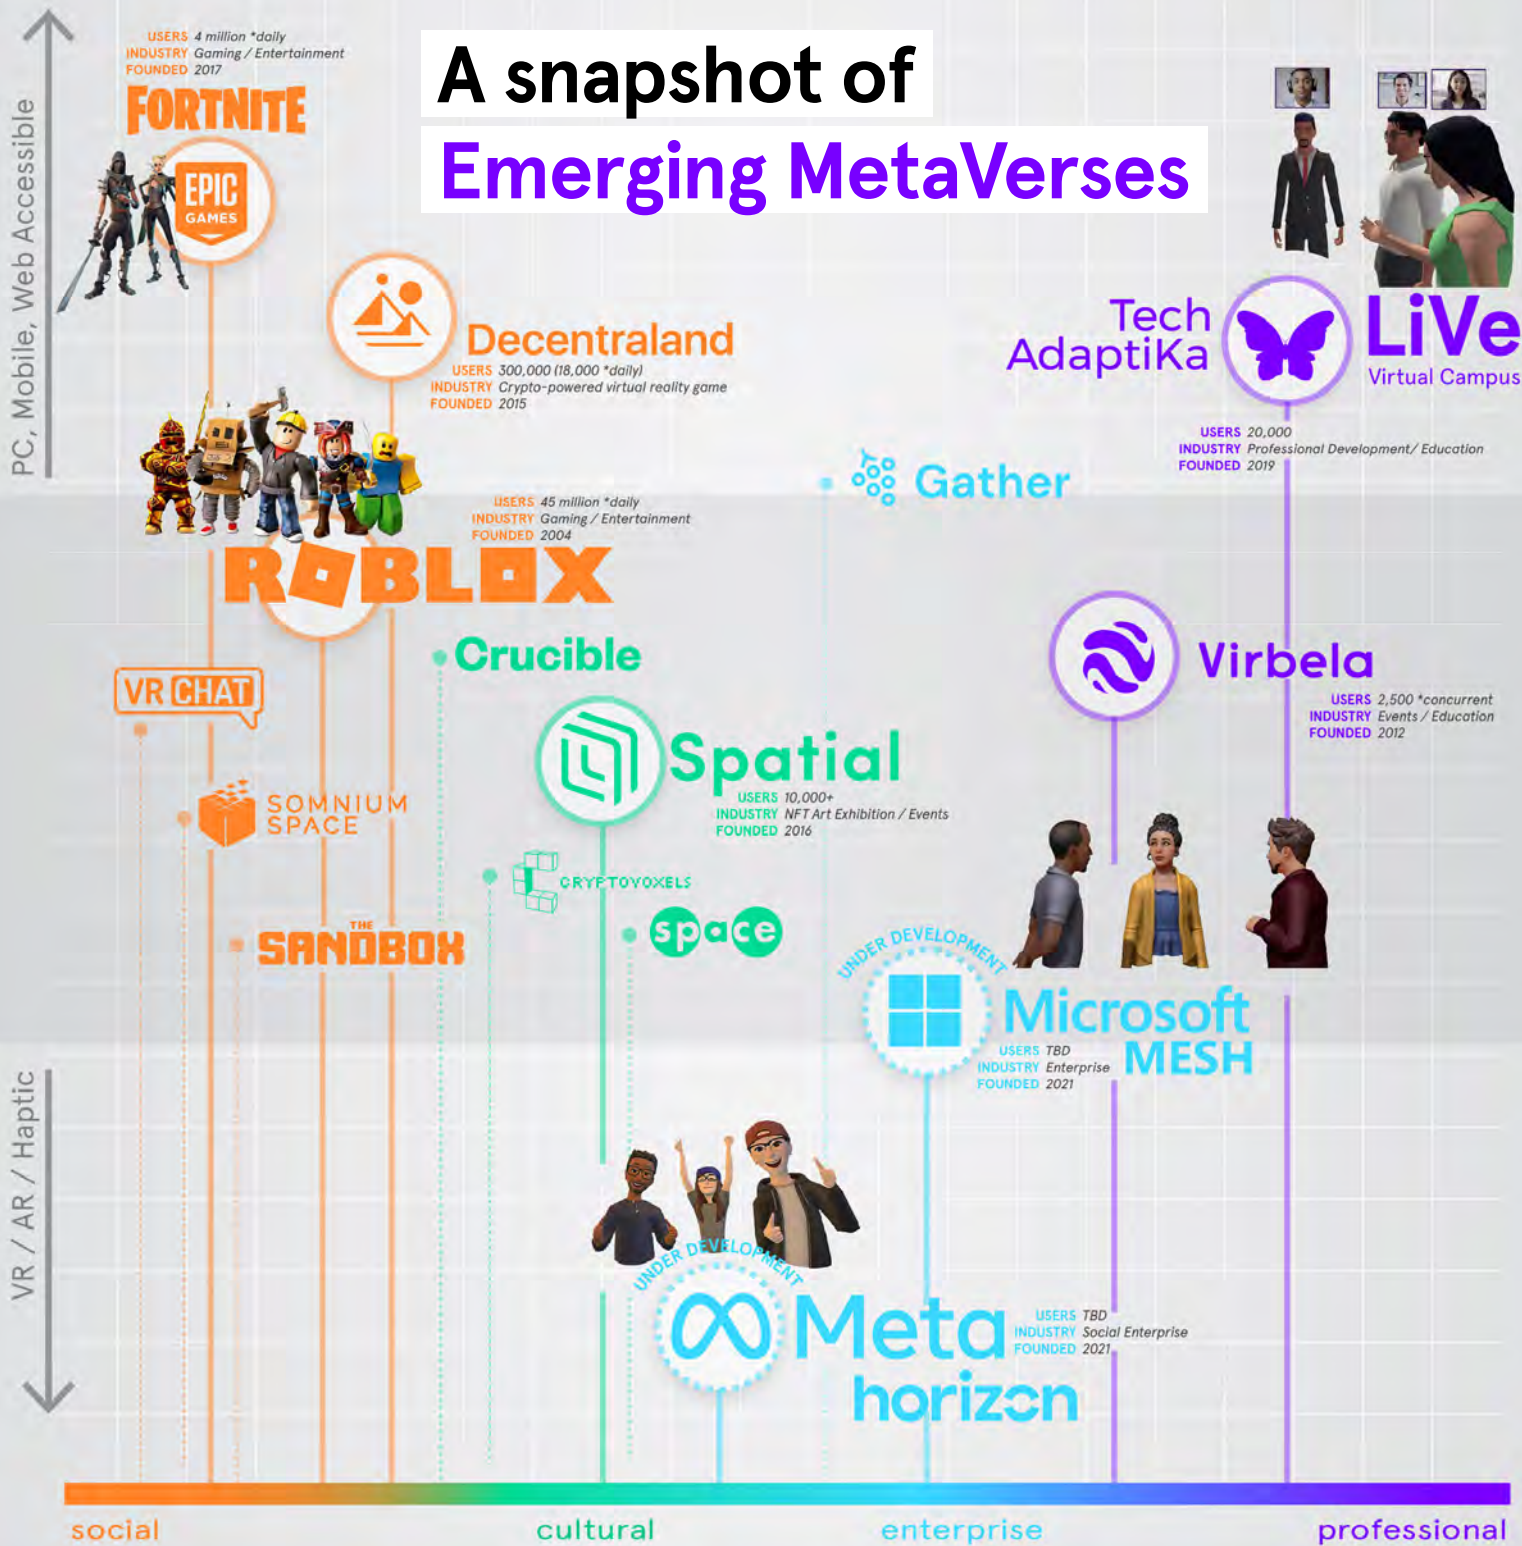 A snapshot of
Emerging MetaVerses
PC, Mobile, Web Accessible
VR / AR / Haptic
USERS 4 million *daily
INDUSTRY Gaming / Entertainment
FOUNDED 2017
FORTNITE
EPIC
GAMES
Decentraland
USERS 300,000 (18,000 *daily)
INDUSTRY Crypto-powered virtual reality game
FOUNDED 2015
Tech
AdaptiKa
LiVe
Virtual Campus
USERS 20,000
INDUSTRY Professional Development/ Education
FOUNDED 2019
Gather
USERS 45 million *daily
INDUSTRY Gaming / Entertainment
FOUNDED 2004
ROBLOX
Crucible
VR CHAT
Virbela
USERS 2,500 *concurrent
INDUSTRY Events / Education
FOUNDED 2012
Spatial
USERS 10,000+
INDUSTRY NFT Art Exhibition / Events
FOUNDED 2016
SOMNIUM
SPACE
CRYPTOVOXELS
space
THE
SANDBOX
UNDER DEVELOPMENT
Microsoft
MESH
USERS TBD
INDUSTRY Enterprise
FOUNDED 2021
UNDER DEVELOPMENT
Meta
horizon
USERS TBD
INDUSTRY Social Enterprise
FOUNDED 2021
social
cultural
enterprise
professional